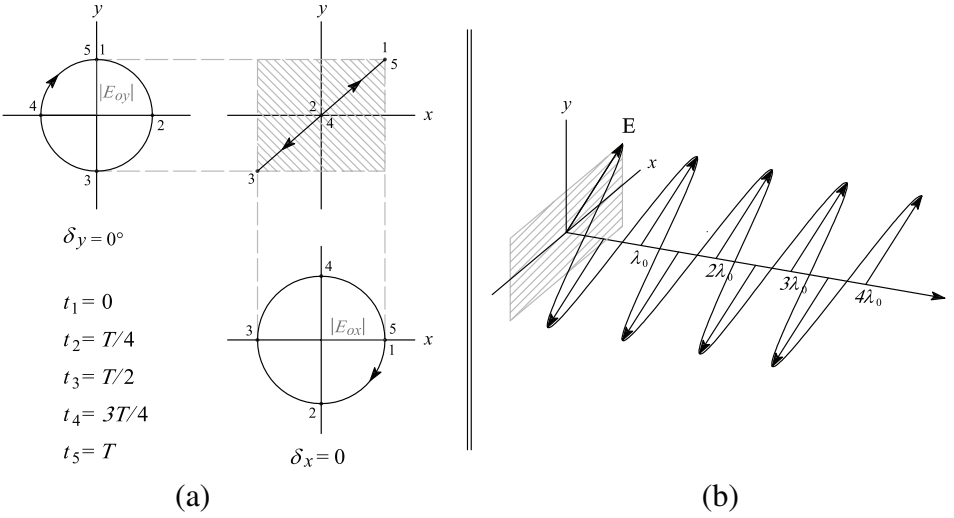 y
5 1
|E_oy|
4
2
3
δ_y = 0°
y
1
5
2
4
x
3
t_1 = 0
t_2 = T/4
t_3 = T/2
t_4 = 3T/4
t_5 = T
4
3
|E_ox|
5
1
x
2
δ_x = 0
(a)
y
E
x
λ_0
2λ_0
3λ_0
4λ_0
(b)